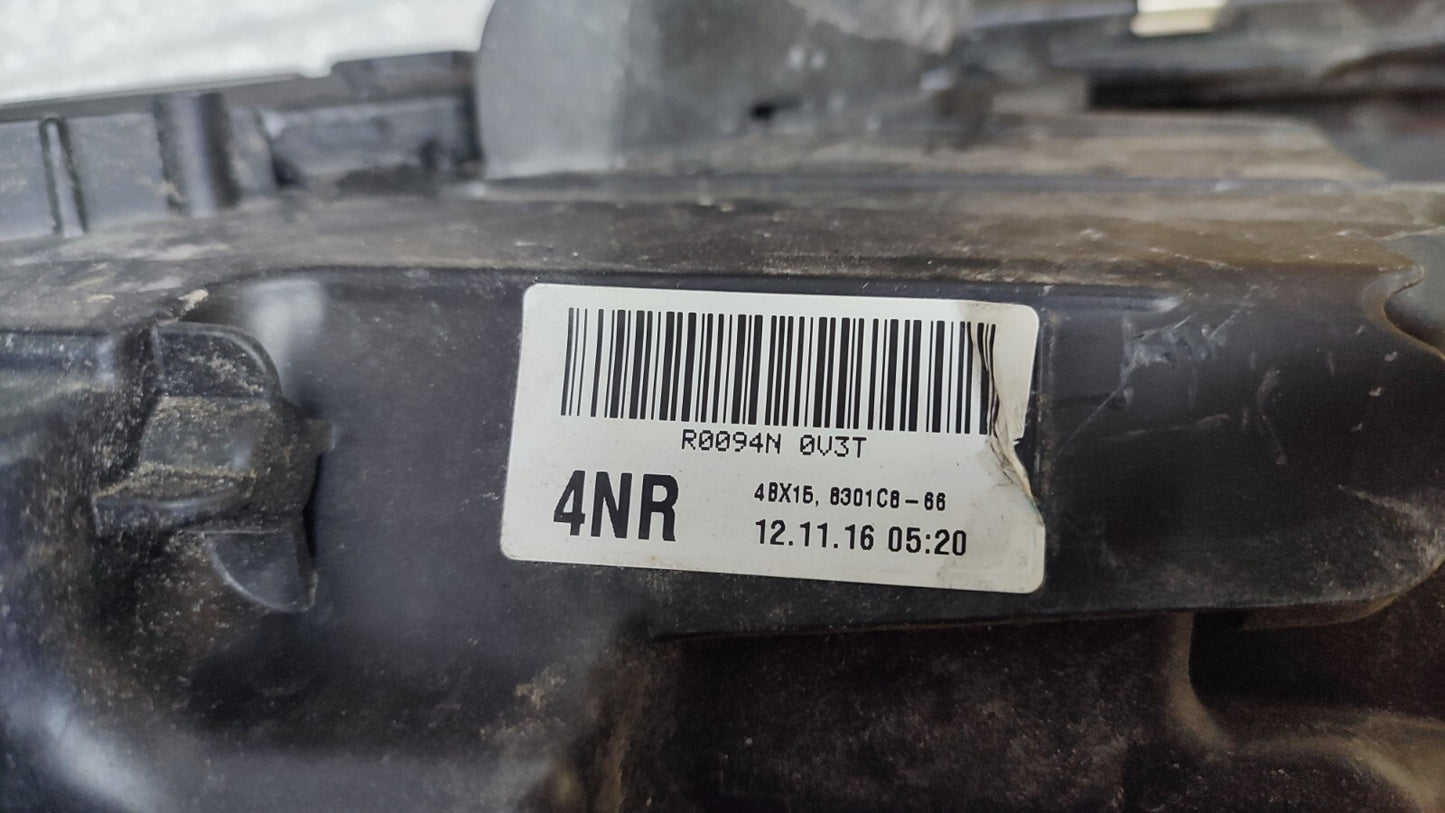 R0094N 0V3T
4NR
4BX15, 8301C8-66
12.11.16 05:20